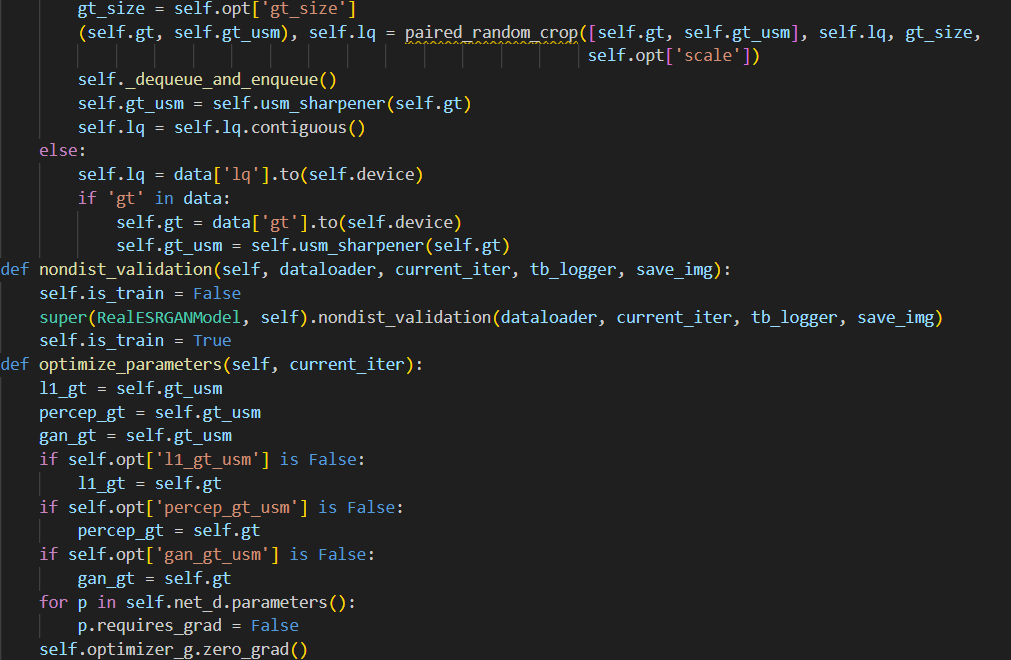 gt_size = self.opt['gt_size']
(self.gt, self.gt_usm), self.lq = paired_random_crop([self.gt, self.gt_usm], self.lq, gt_size,
self.opt['scale'])
self._dequeue_and_enqueue()
self.gt_usm = self.usm_sharpener(self.gt)
self.lq = self.lq.contiguous()
else:
self.lq = data['lq'].to(self.device)
if 'gt' in data:
self.gt = data['gt'].to(self.device)
self.gt_usm = self.usm_sharpener(self.gt)
def nondist_validation(self, dataloader, current_iter, tb_logger, save_img):
self.is_train = False
super(RealESRGANModel, self).nondist_validation(dataloader, current_iter, tb_logger, save_img)
self.is_train = True
def optimize_parameters(self, current_iter):
l1_gt = self.gt_usm
percep_gt = self.gt_usm
gan_gt = self.gt_usm
if self.opt['l1_gt_usm'] is False:
l1_gt = self.gt
if self.opt['percep_gt_usm'] is False:
percep_gt = self.gt
if self.opt['gan_gt_usm'] is False:
gan_gt = self.gt
for p in self.net_d.parameters():
p.requires_grad = False
self.optimizer_g.zero_grad()